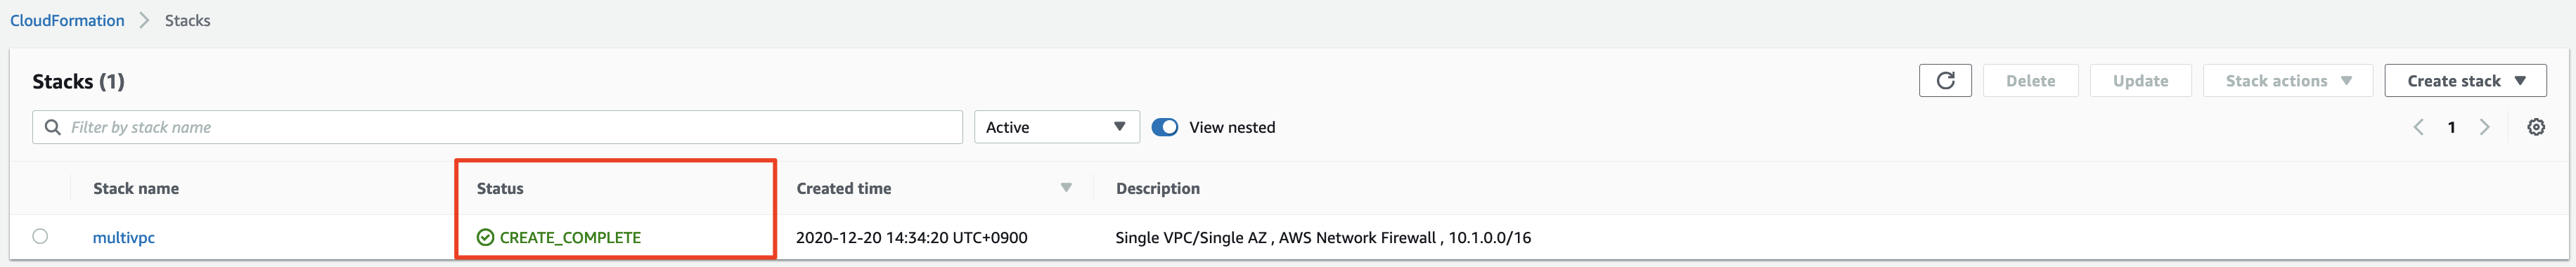 CloudFormation > Stacks
Stacks (1)
Delete
Update
Stack actions
Create stack
Filter by stack name
Active
View nested
1
Stack name
Status
Created time
Description
multivpc
CREATE_COMPLETE
2020-12-20 14:34:20 UTC+0900
Single VPC/Single AZ , AWS Network Firewall , 10.1.0.0/16